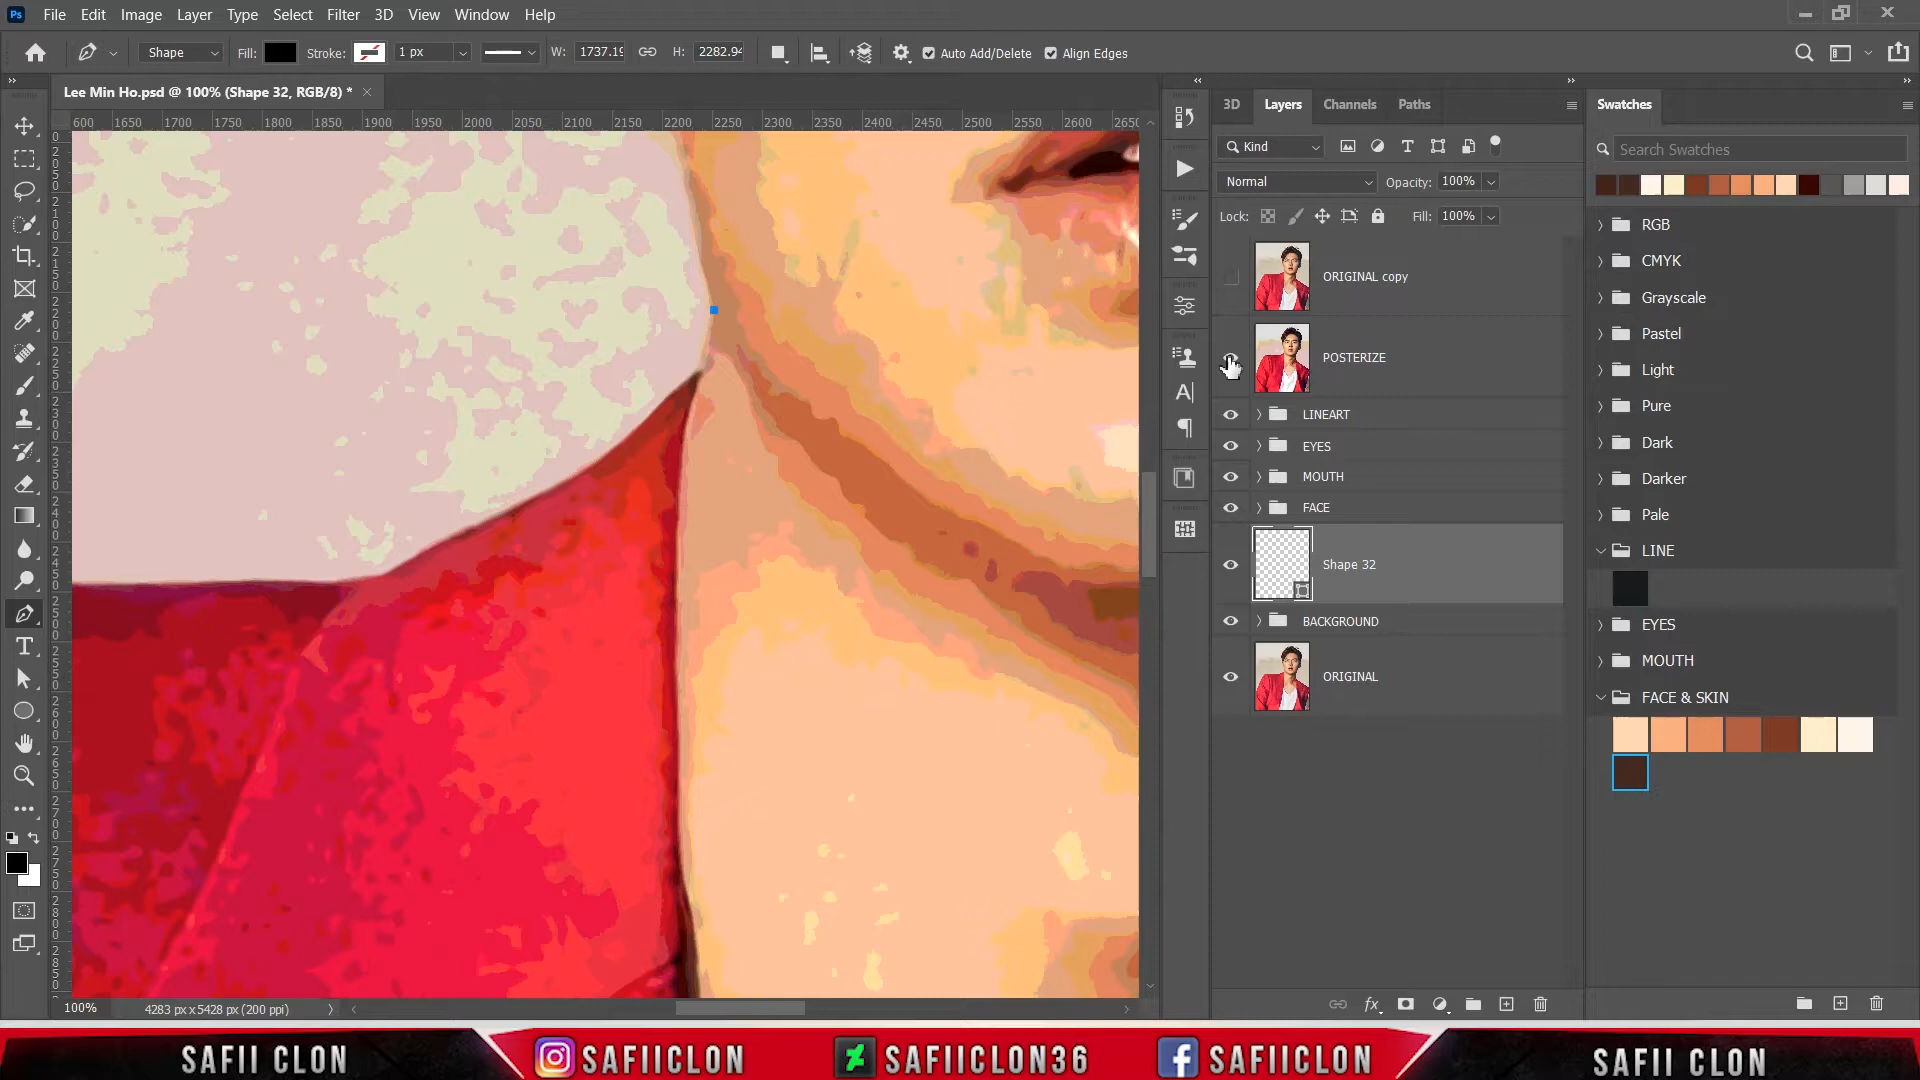 Ps File Edit Image Layer Type Select Filter 3D View Window Help
Shape Fill: Stroke: 1 px W: 1737.19 H: 2282.94 Auto Add/Delete Align Edges
Lee Min Ho.psd @ 100% (Shape 32, RGB/8) *
600 1650 1700 1750 1800 1850 1900 1950 2000 2050 2100 2150 2200 2250 2300 2350 2400 2450 2500 2550 2600 2650
3D Layers Channels Paths
Kind
Normal Opacity: 100%
Lock: Fill: 100%
ORIGINAL copy
POSTERIZE
LINEART
EYES
MOUTH
FACE
Shape 32
BACKGROUND
ORIGINAL
Swatches
Search Swatches
RGB
CMYK
Grayscale
Pastel
Light
Pure
Dark
Darker
Pale
LINE
EYES
MOUTH
FACE & SKIN
100% 4283 px x 5428 px (200 ppi)
SAFII CLON SAFIICLON SAFIICLON36 SAFIICLON SAFII CLON